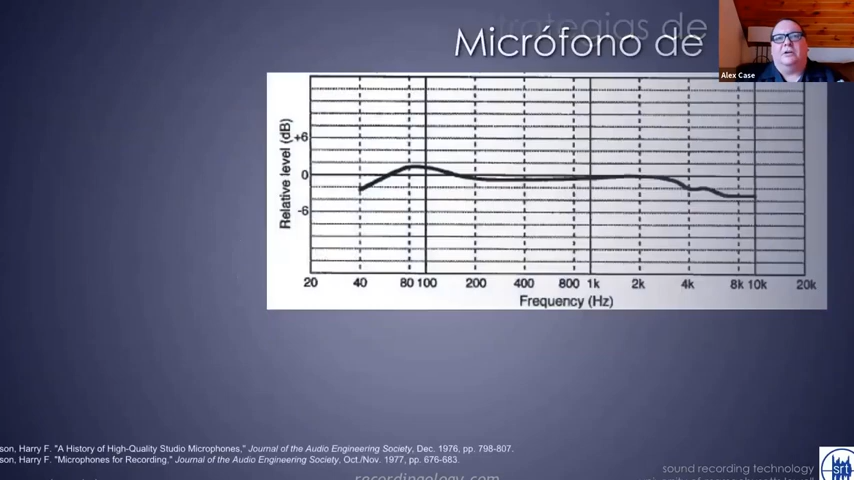 Micrófono de
Alex Case
Relative level (dB)
+6
0
-6
20 40 80 100 200 400 800 1k 2k 4k 8k 10k 20k
Frequency (Hz)
son, Harry F. "A History of High-Quality Studio Microphones," Journal of the Audio Engineering Society, Dec. 1976, pp. 798-807.
son, Harry F. "Microphones for Recording," Journal of the Audio Engineering Society, Oct./Nov. 1977, pp. 676-683.
sound recording technology
recordingology.com
srt